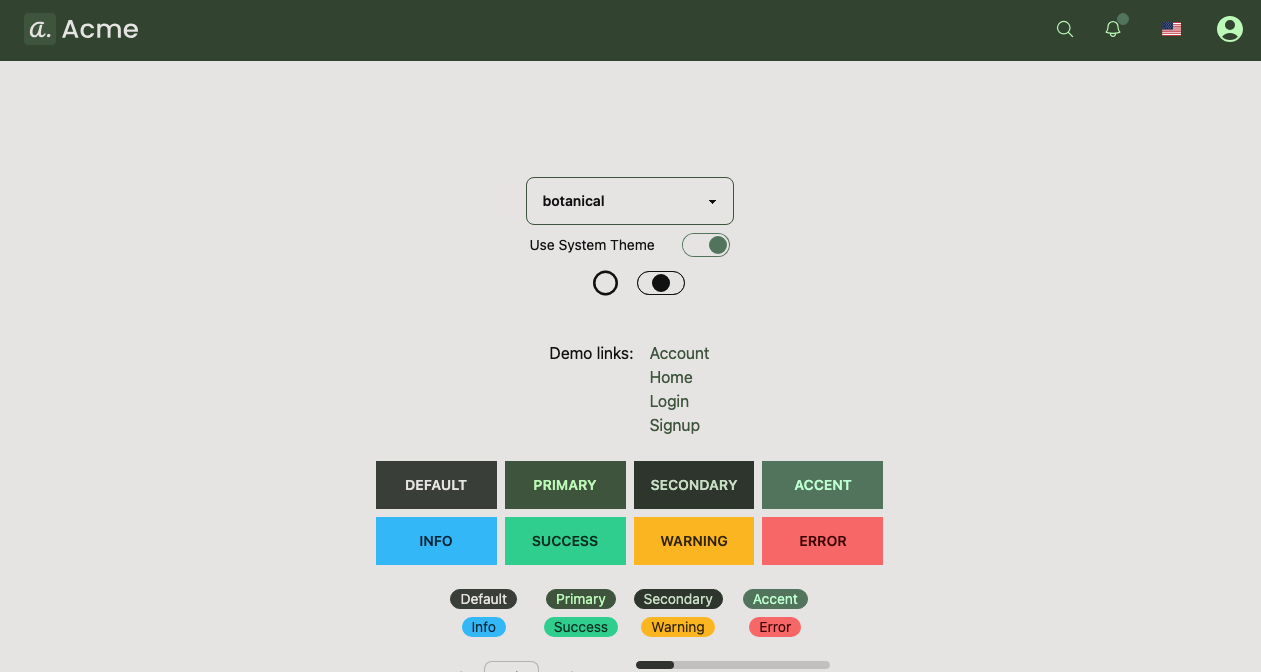 a. Acme
botanical
Use System Theme
Demo links: Account
Home
Login
Signup
DEFAULT PRIMARY SECONDARY ACCENT
INFO SUCCESS WARNING ERROR
Default Primary Secondary Accent
Info Success Warning Error